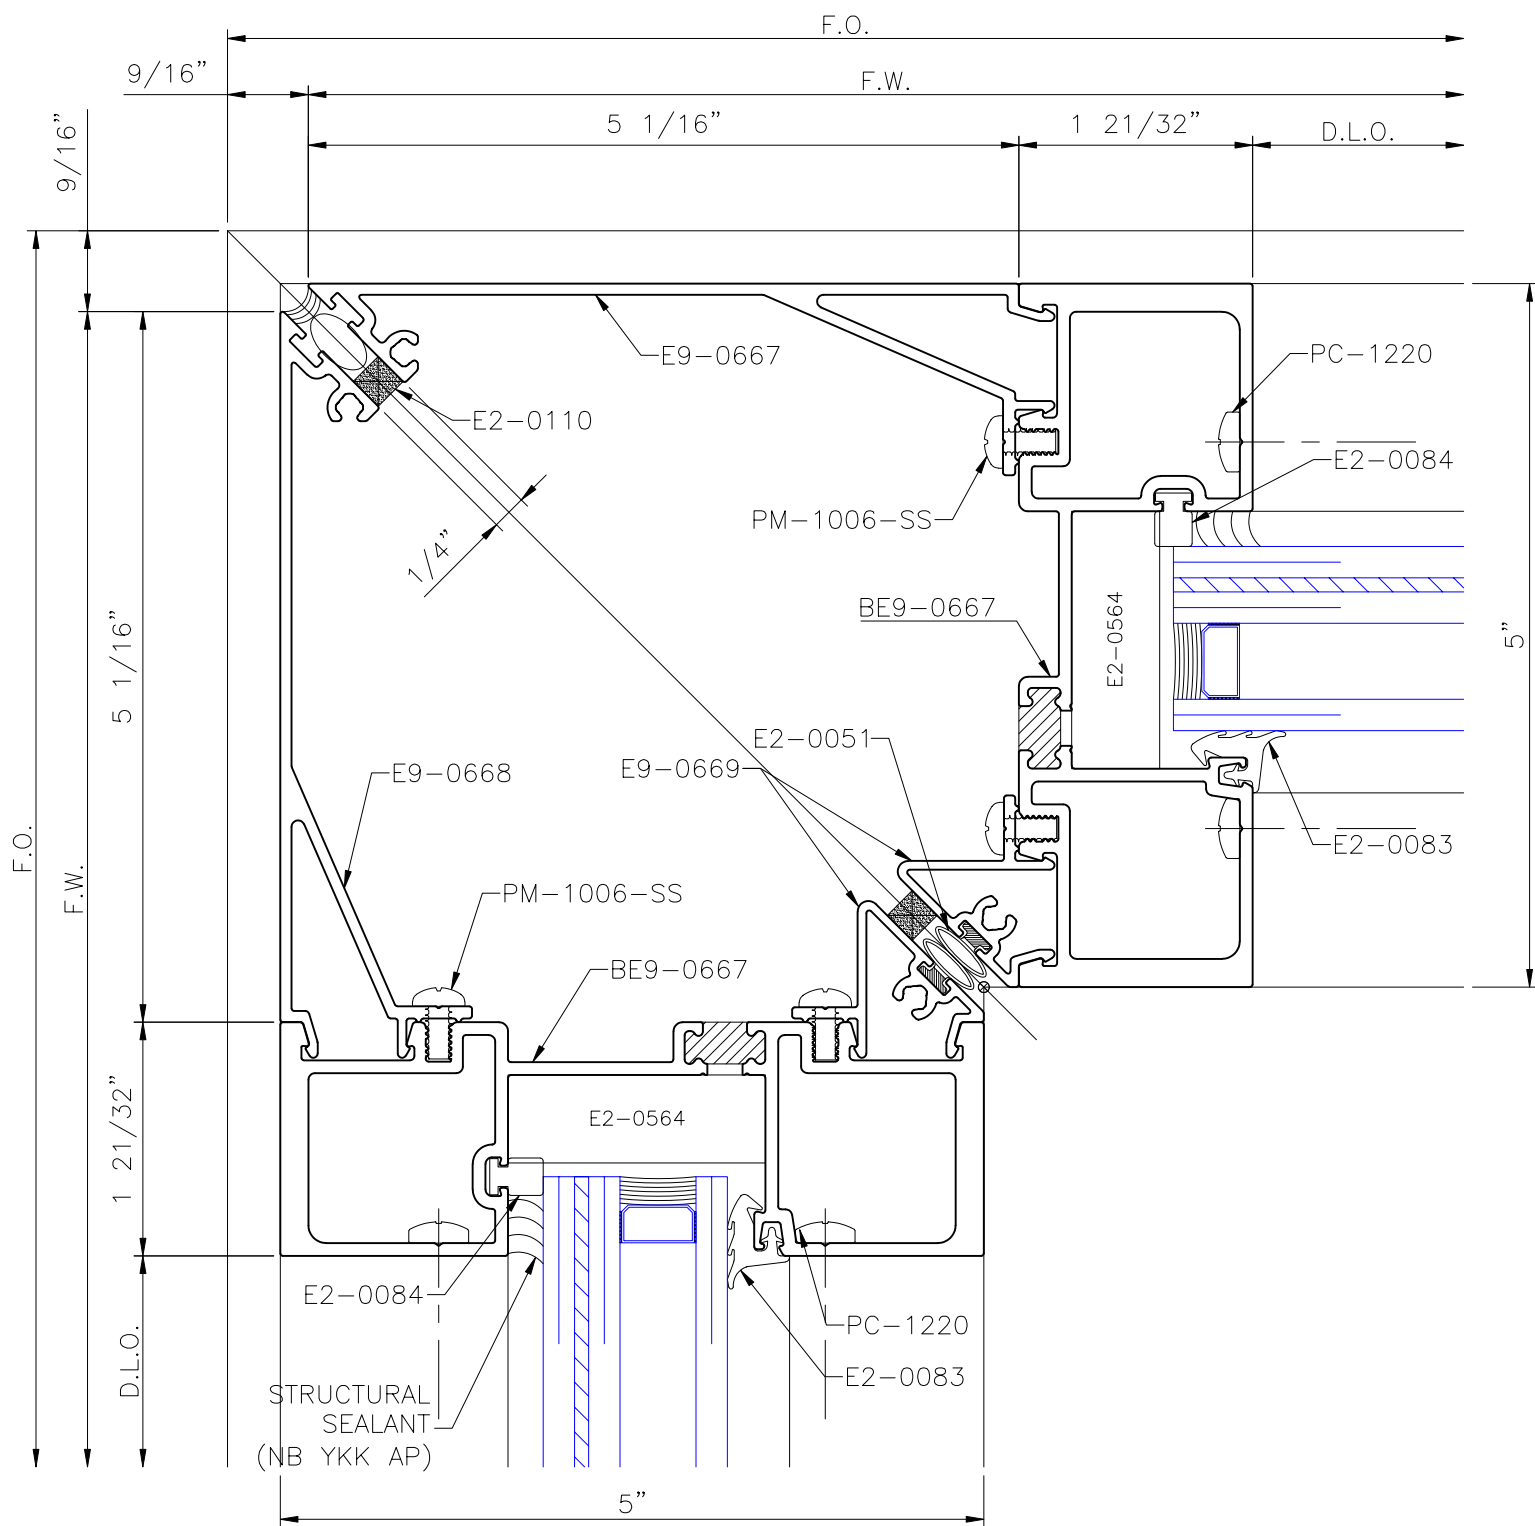 F.O.
9/16”
F.W.
5 1/16”
1 21/32”
D.L.O.
9/16”
E9-0667
PC-1220
E2-0110
E2-0084
PM-1006-SS
1/4”
BE9-0667
E2-0564
5”
5 1/16”
E2-0051
E9-0669
E9-0668
E2-0083
F.O.
F.W.
PM-1006-SS
BE9-0667
1 21/32”
E2-0564
E2-0084
PC-1220
D.L.O.
E2-0083
STRUCTURAL
SEALANT
(NB YKK AP)
5”